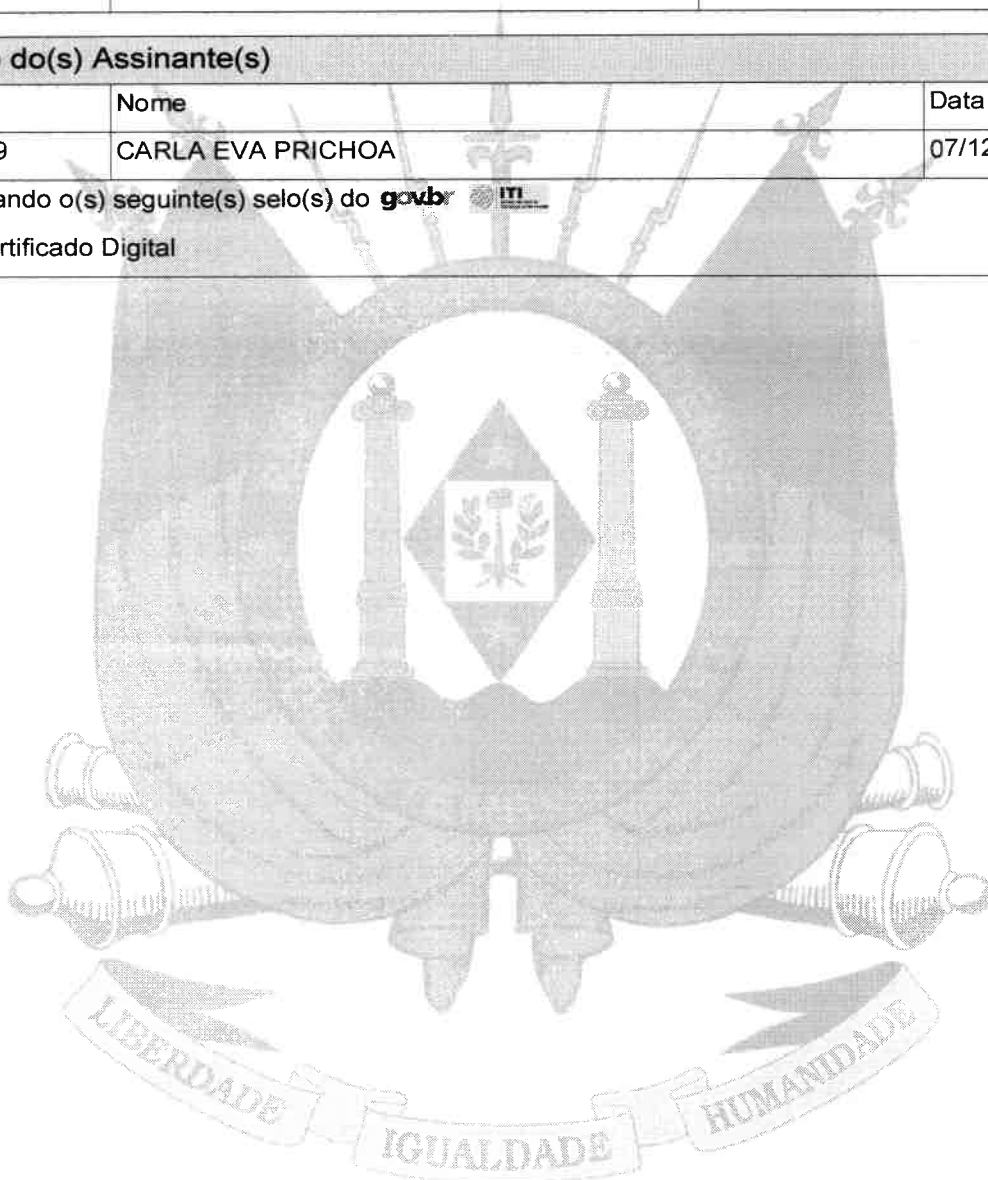 do(s) Assinante(s)
Nome Data
9 CARLA EVA PRICHOA 07/12
ando o(s) seguinte(s) selo(s) do gov.br ITI
rtificado Digital
LIBERDADE IGUALDADE HUMANIDADE